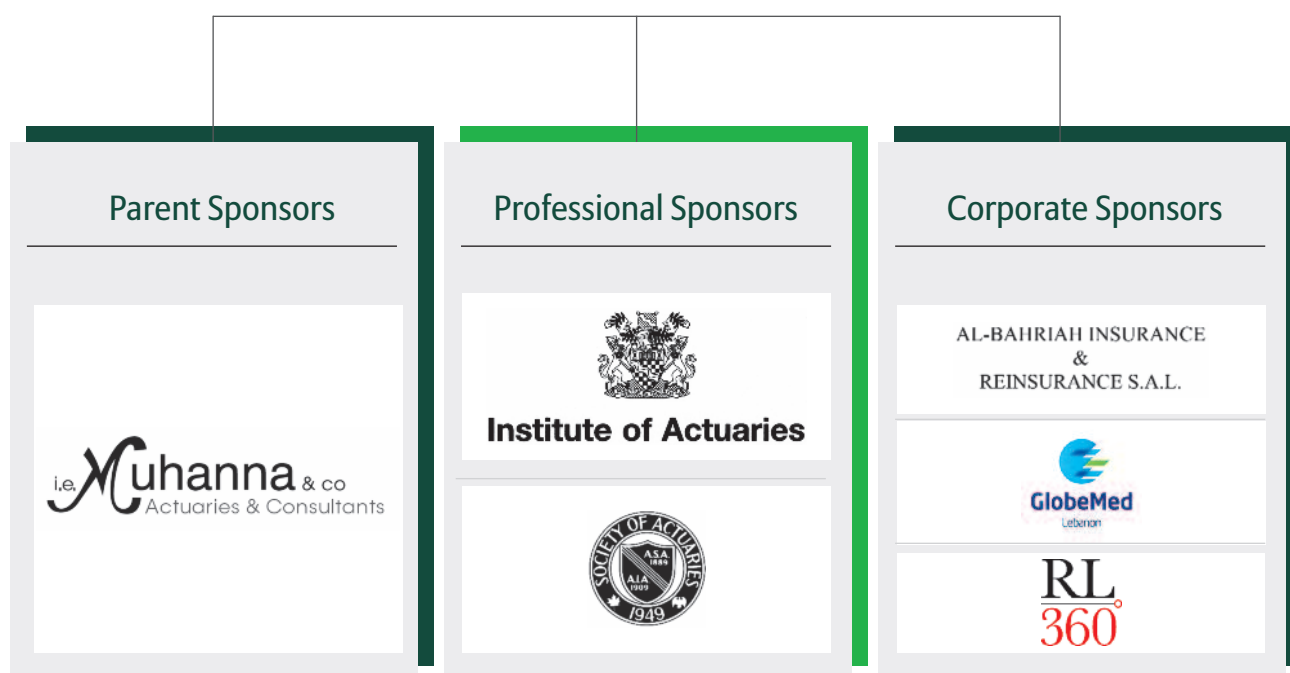 Parent Sponsors
i.e. Muhanna & co
Actuaries & Consultants
Professional Sponsors
Institute of Actuaries
SOCIETY OF ACTUARIES
A.S.A.
1889
A.I.A
1909
1949
Corporate Sponsors
AL-BAHRIAH INSURANCE
&
REINSURANCE S.A.L.
GlobeMed
Lebanon
RL
360°